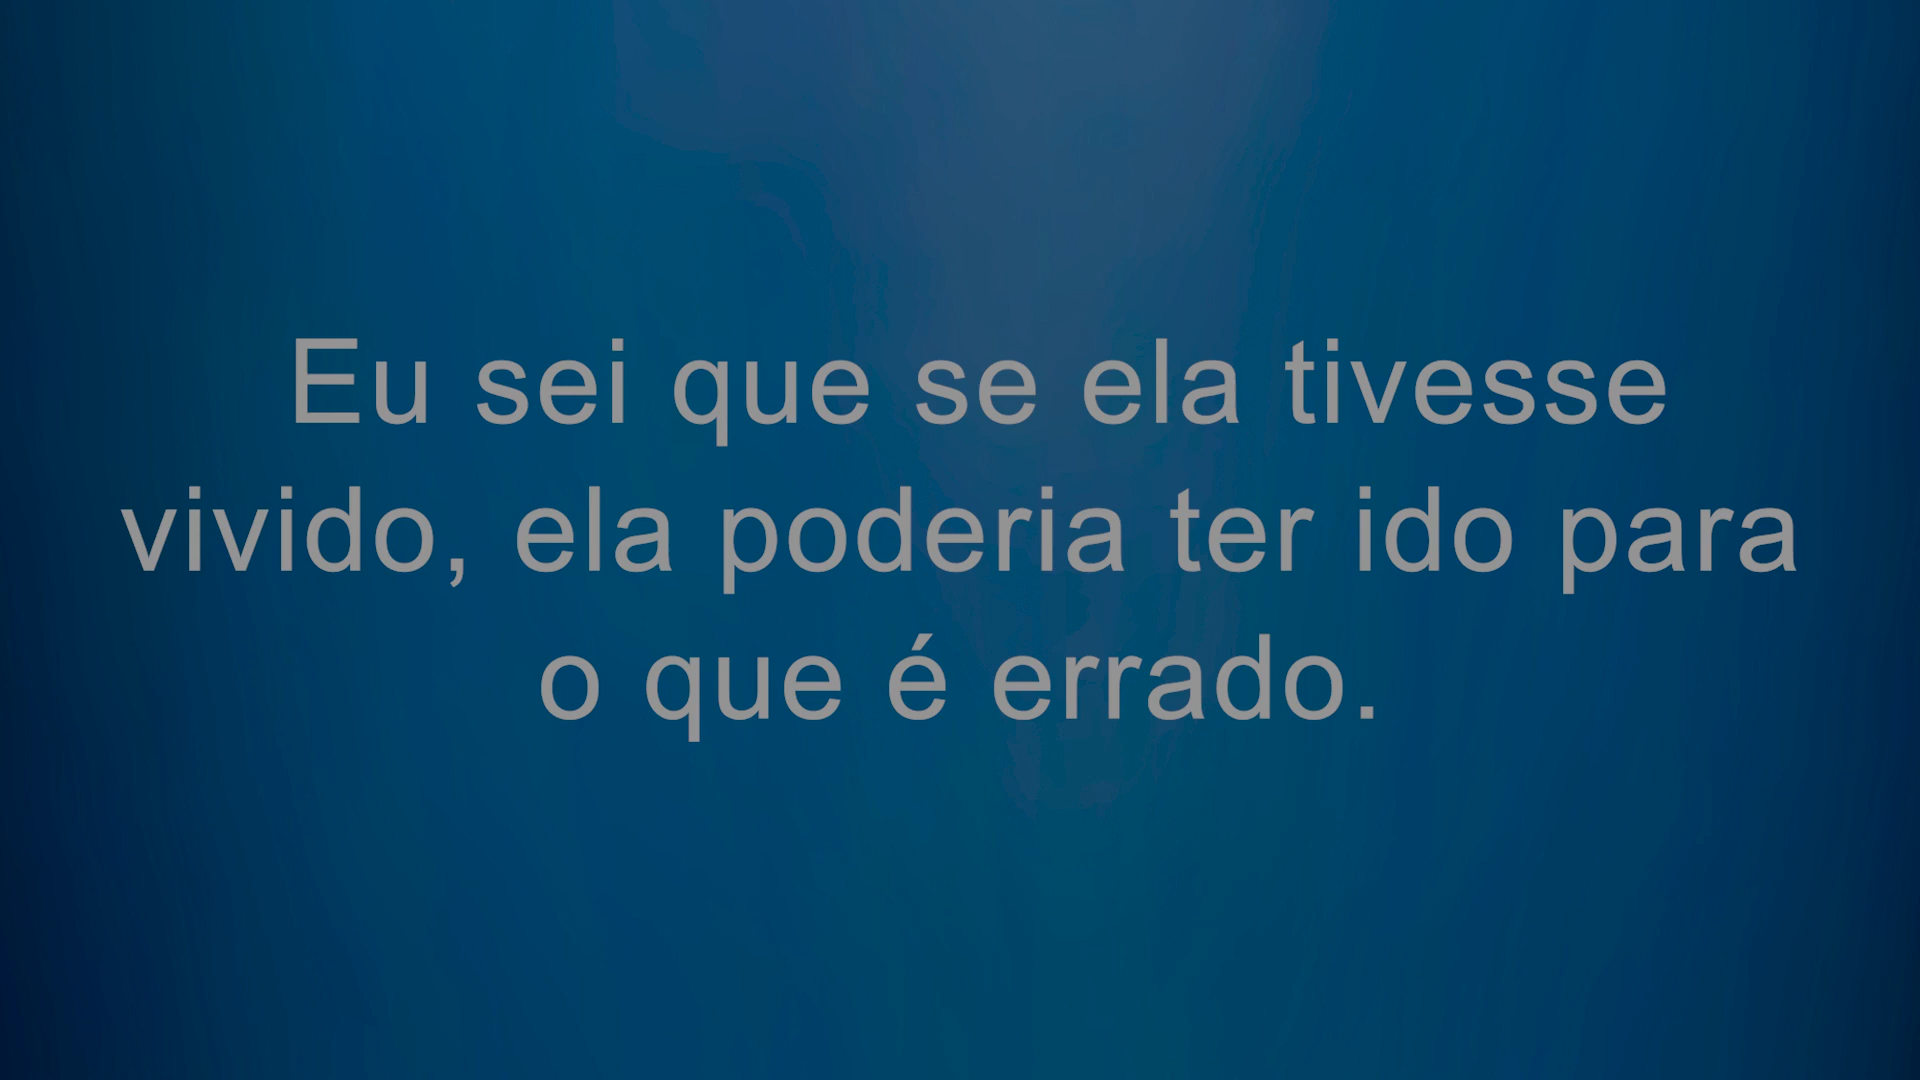 Eu sei que se ela tivesse
vivido, ela poderia ter ido para
o que é errado.